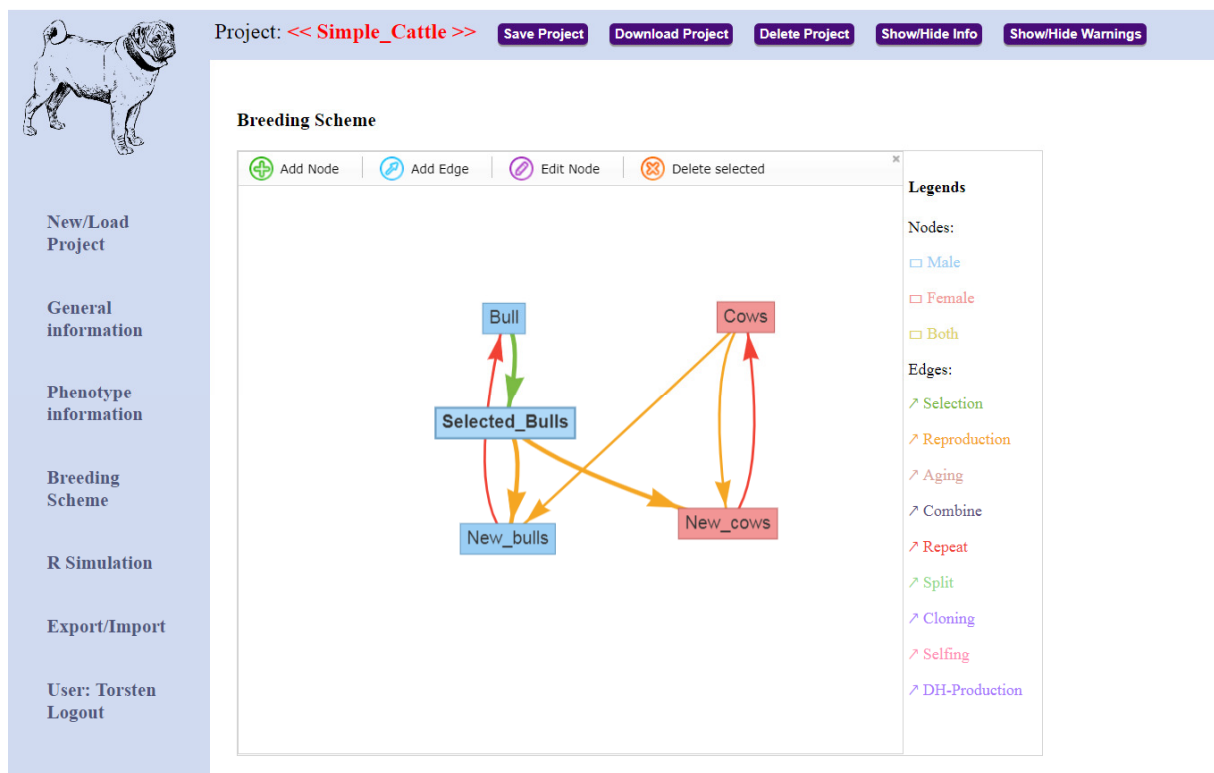 Project: << Simple_Cattle >> Save Project Download Project Delete Project Show/Hide Info Show/Hide Warnings
New/Load
Project
General
information
Phenotype
information
Breeding
Scheme
R Simulation
Export/Import
User: Torsten
Logout
Breeding Scheme
Add Node Add Edge Edit Node Delete selected
Bull
Cows
Selected_Bulls
New_bulls
New_cows
Legends
Nodes:
Male
Female
Both
Edges:
Selection
Reproduction
Aging
Combine
Repeat
Split
Cloning
Selfing
DH-Production